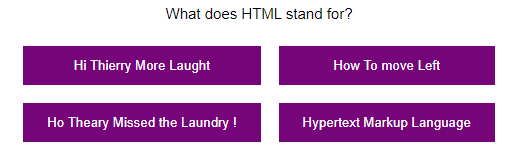 What does HTML stand for?
Hi Thierry More Laught
How To move Left
Ho Theary Missed the Laundry !
Hypertext Markup Language